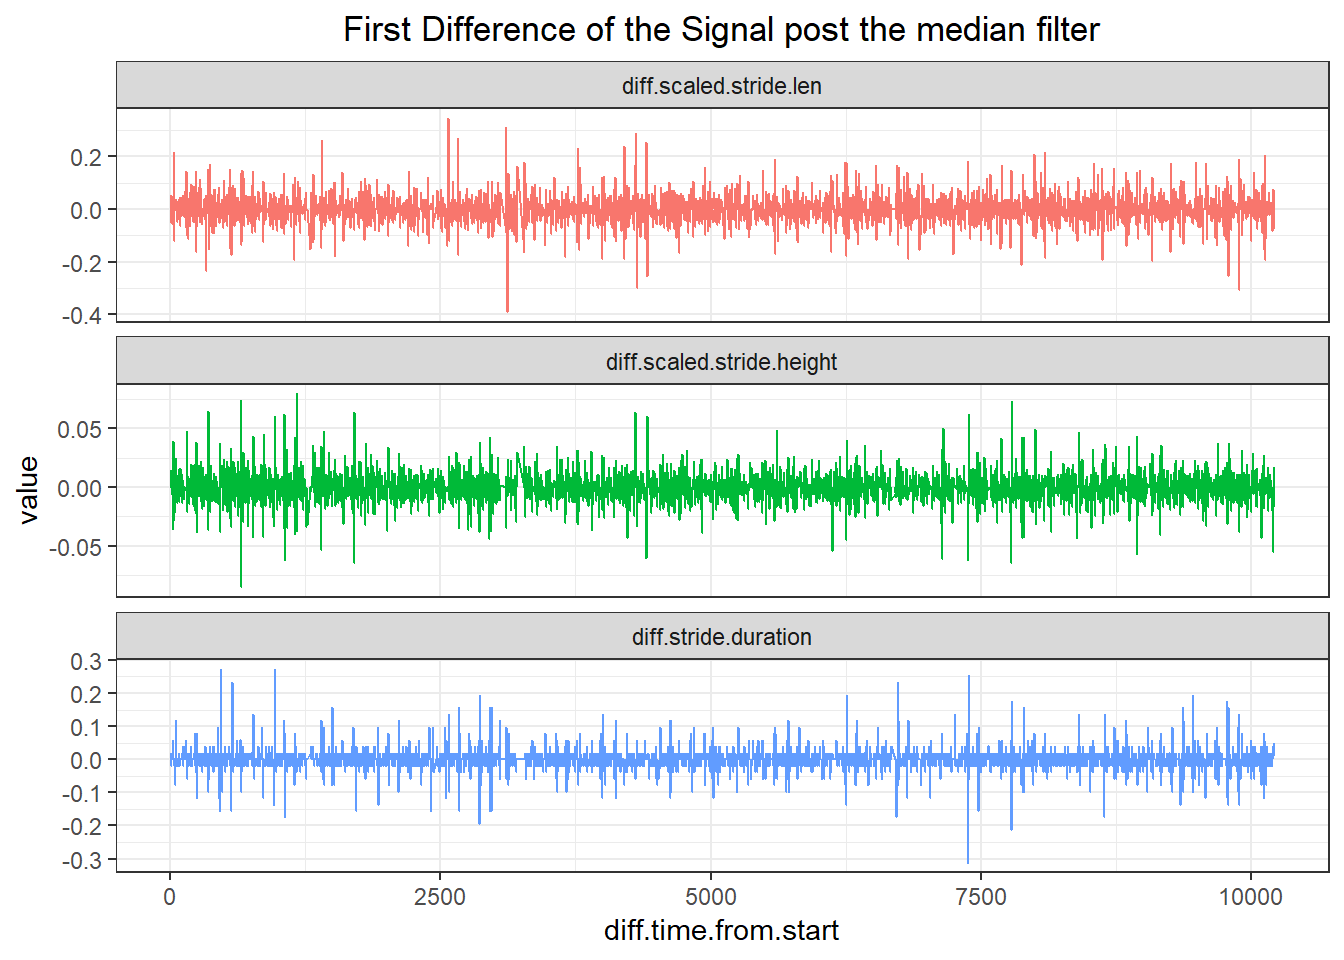 First Difference of the Signal post the median filter
diff.scaled.stride.len
0.2
0.0
-0.2
-0.4
diff.scaled.stride.height
0.05
0.00
-0.05
value
diff.stride.duration
0.3
0.2
0.1
0.0
-0.1
-0.2
-0.3
0 2500 5000 7500 10000
diff.time.from.start